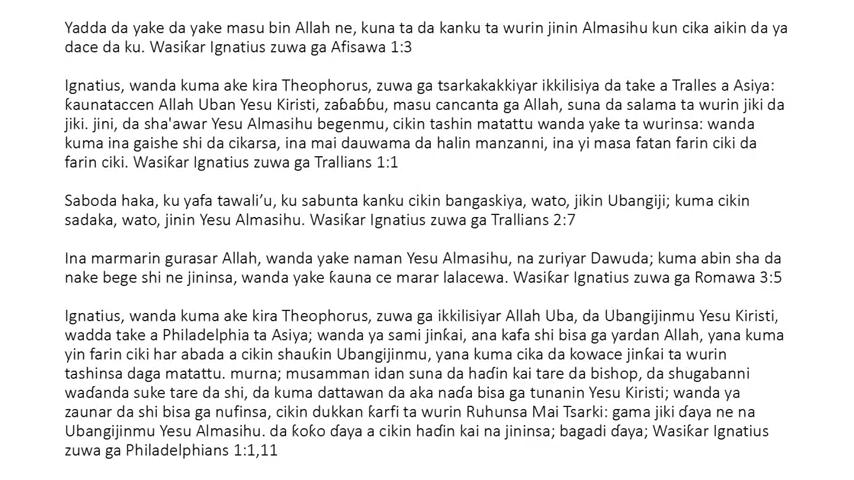 Yadda da yake da yake masu bin Allah ne, kuna ta da kanku ta wurin jinin Almasihu kun cika aikin da ya
dace da ku. Wasiƙar Ignatius zuwa ga Afisawa 1:3
Ignatius, wanda kuma ake kira Theophorus, zuwa ga tsarkakakkiyar ikkilisiya da take a Tralles a Asiya:
ƙaunataccen Allah Uban Yesu Kiristi, zaɓaɓɓu, masu cancanta ga Allah, suna da salama ta wurin jiki da
jiki. jini, da sha'awar Yesu Almasihu begenmu, cikin tashin matattu wanda yake ta wurinsa: wanda
kuma ina gaishe shi da cikarsa, ina mai dauwama da halin manzanni, ina yi masa fatan farin ciki da
farin ciki. Wasiƙar Ignatius zuwa ga Trallians 1:1
Saboda haka, ku yafa tawali’u, ku sabunta kanku cikin bangaskiya, wato, jikin Ubangiji; kuma cikin
sadaka, wato, jinin Yesu Almasihu. Wasiƙar Ignatius zuwa ga Trallians 2:7
Ina marmarin gurasar Allah, wanda yake naman Yesu Almasihu, na zuriyar Dawuda; kuma abin sha da
nake bege shi ne jininsa, wanda yake ƙauna ce marar lalacewa. Wasiƙar Ignatius zuwa ga Romawa 3:5
Ignatius, wanda kuma ake kira Theophorus, zuwa ga ikkilisiyar Allah Uba, da Ubangijinmu Yesu Kiristi,
wadda take a Philadelphia ta Asiya; wanda ya sami jinƙai, ana kafa shi bisa ga yardan Allah, yana kuma
yin farin ciki har abada a cikin shauƙin Ubangijinmu, yana kuma cika da kowace jinƙai ta wurin
tashinsa daga matattu. murna; musamman idan suna da haɗin kai tare da bishop, da shugabanni
waɗanda suke tare da shi, da kuma dattawan da aka naɗa bisa ga tunanin Yesu Kiristi; wanda ya
zaunar da shi bisa ga nufinsa, cikin dukkan ƙarfi ta wurin Ruhunsa Mai Tsarki: gama jiki ɗaya ne na
Ubangijinmu Yesu Almasihu. da ƙoƙo ɗaya a cikin haɗin kai na jininsa; bagadi ɗaya; Wasiƙar Ignatius
zuwa ga Philadelphians 1:1,11